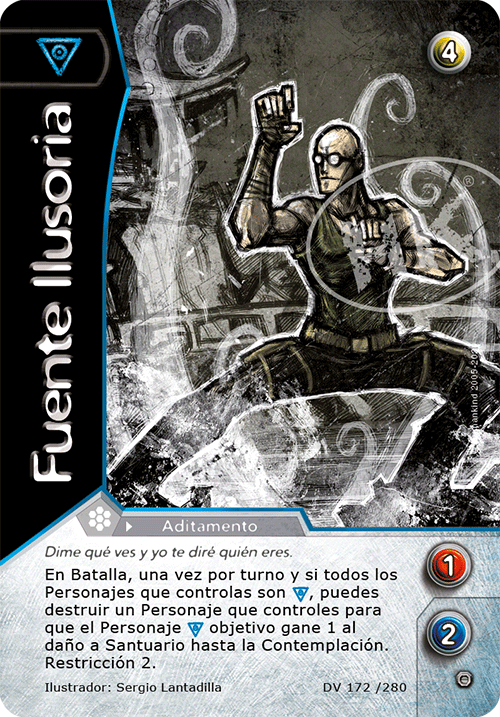 4
Fuente Ilusoria
®
Aditamento
Dime qué ves y yo te diré quién eres.
En Batalla, una vez por turno y si todos los
Personajes que controlas son , puedes
destruir un Personaje que controles para
que el Personaje objetivo gane 1 al
daño a Santuario hasta la Contemplación.
Restricción 2.
1
2
Ilustrador: Sergio Lantadilla
DV 172 /280